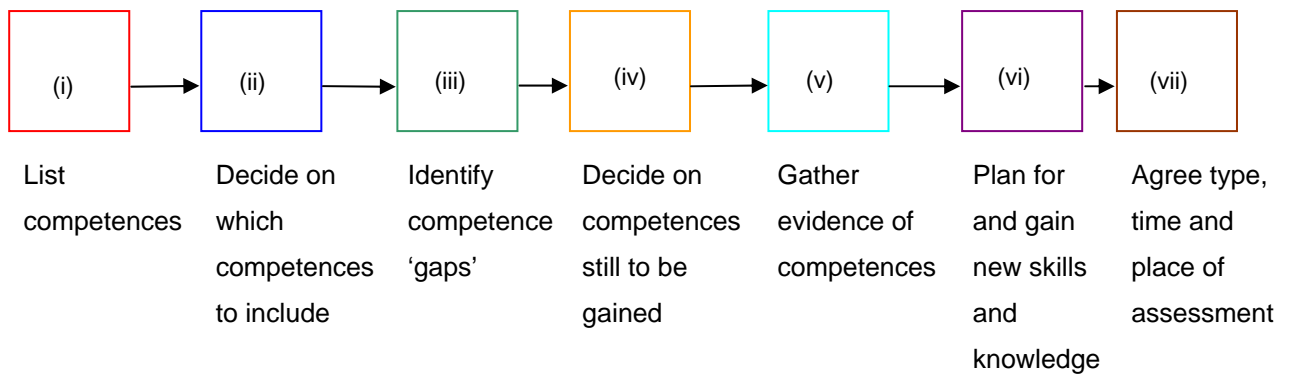 (i)
(ii)
(iii)
(iv)
(v)
(vi)
(vii)
List
competences
Decide on
which
competences
to include
Identify
competence
‘gaps’
Decide on
competences
still to be
gained
Gather
evidence of
competences
Plan for
and gain
new skills
and
knowledge
Agree type,
time and
place of
assessment